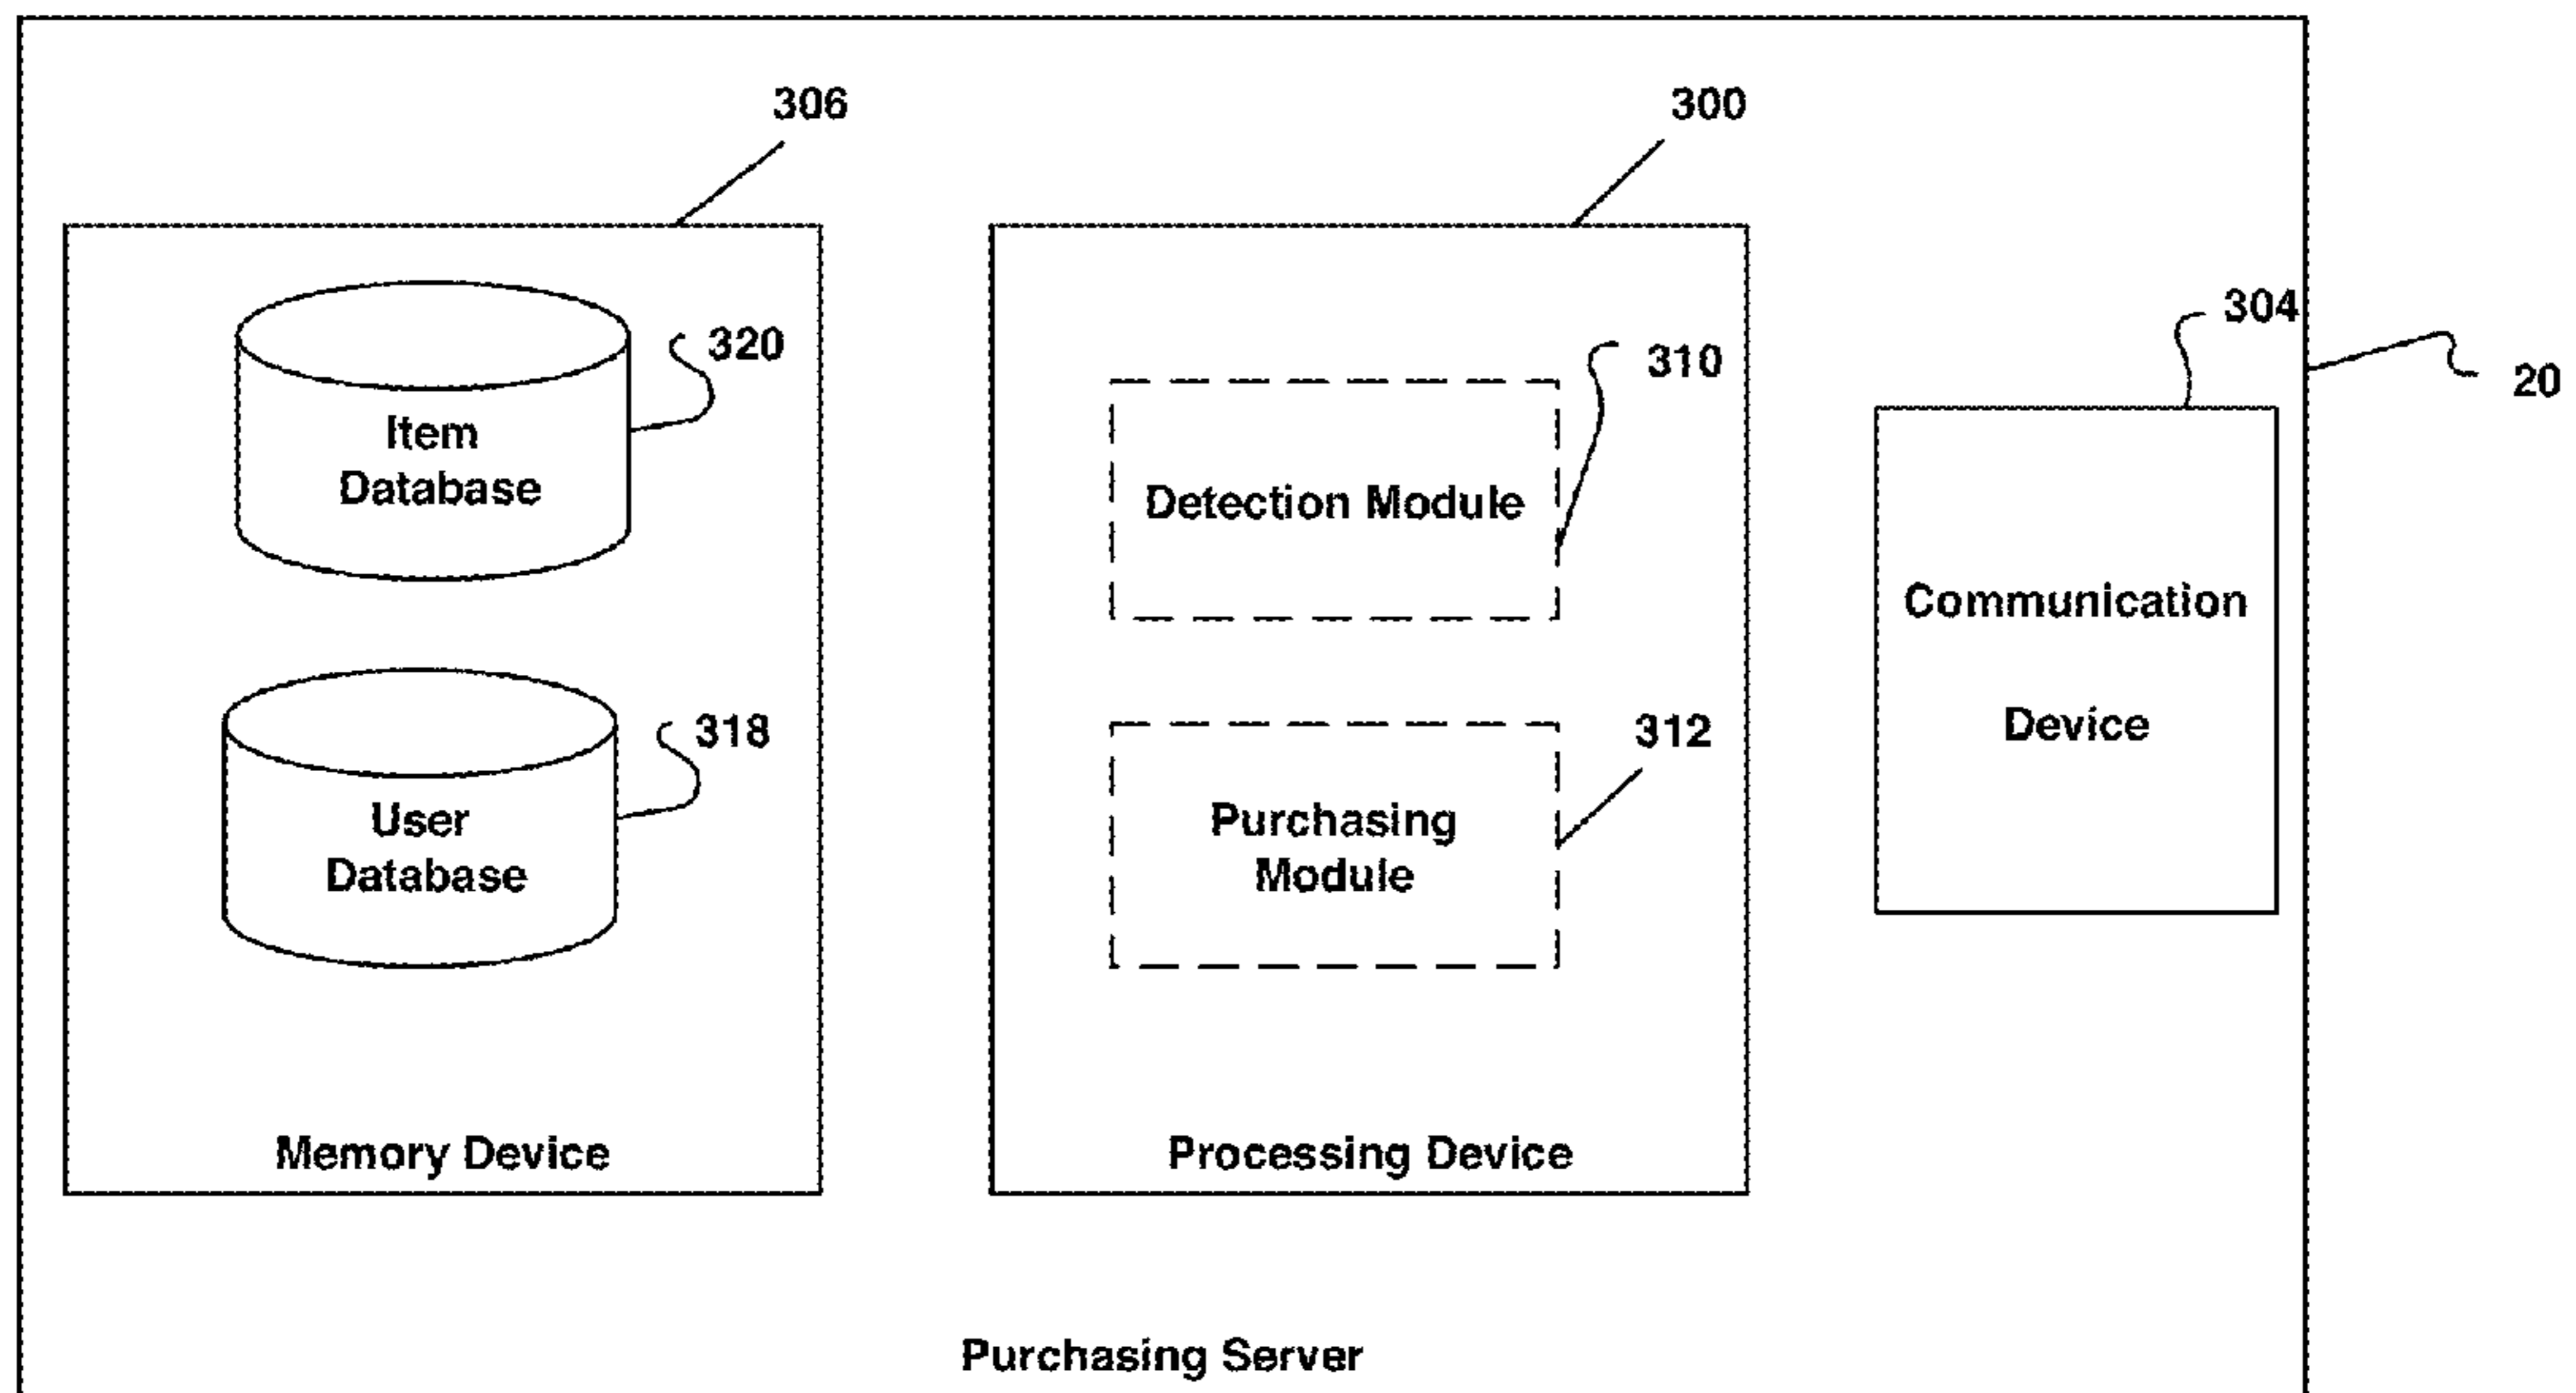 306
300
304
20
320
Item
Database
310
Detection Module
Communication
Device
318
User
Database
312
Purchasing
Module
Memory Device
Processing Device
Purchasing Server